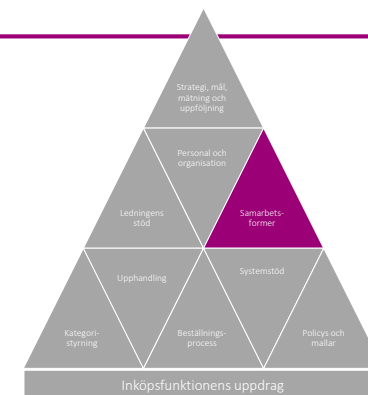 Strategi, mål,
mätning och
uppföljning
Personal och
organisation
Ledningens
stöd
Samarbets-
former
Upphandling
Systemstöd
Kategori-
styrning
Beställnings-
process
Policys och
mallar
Inköpsfunktionens uppdrag